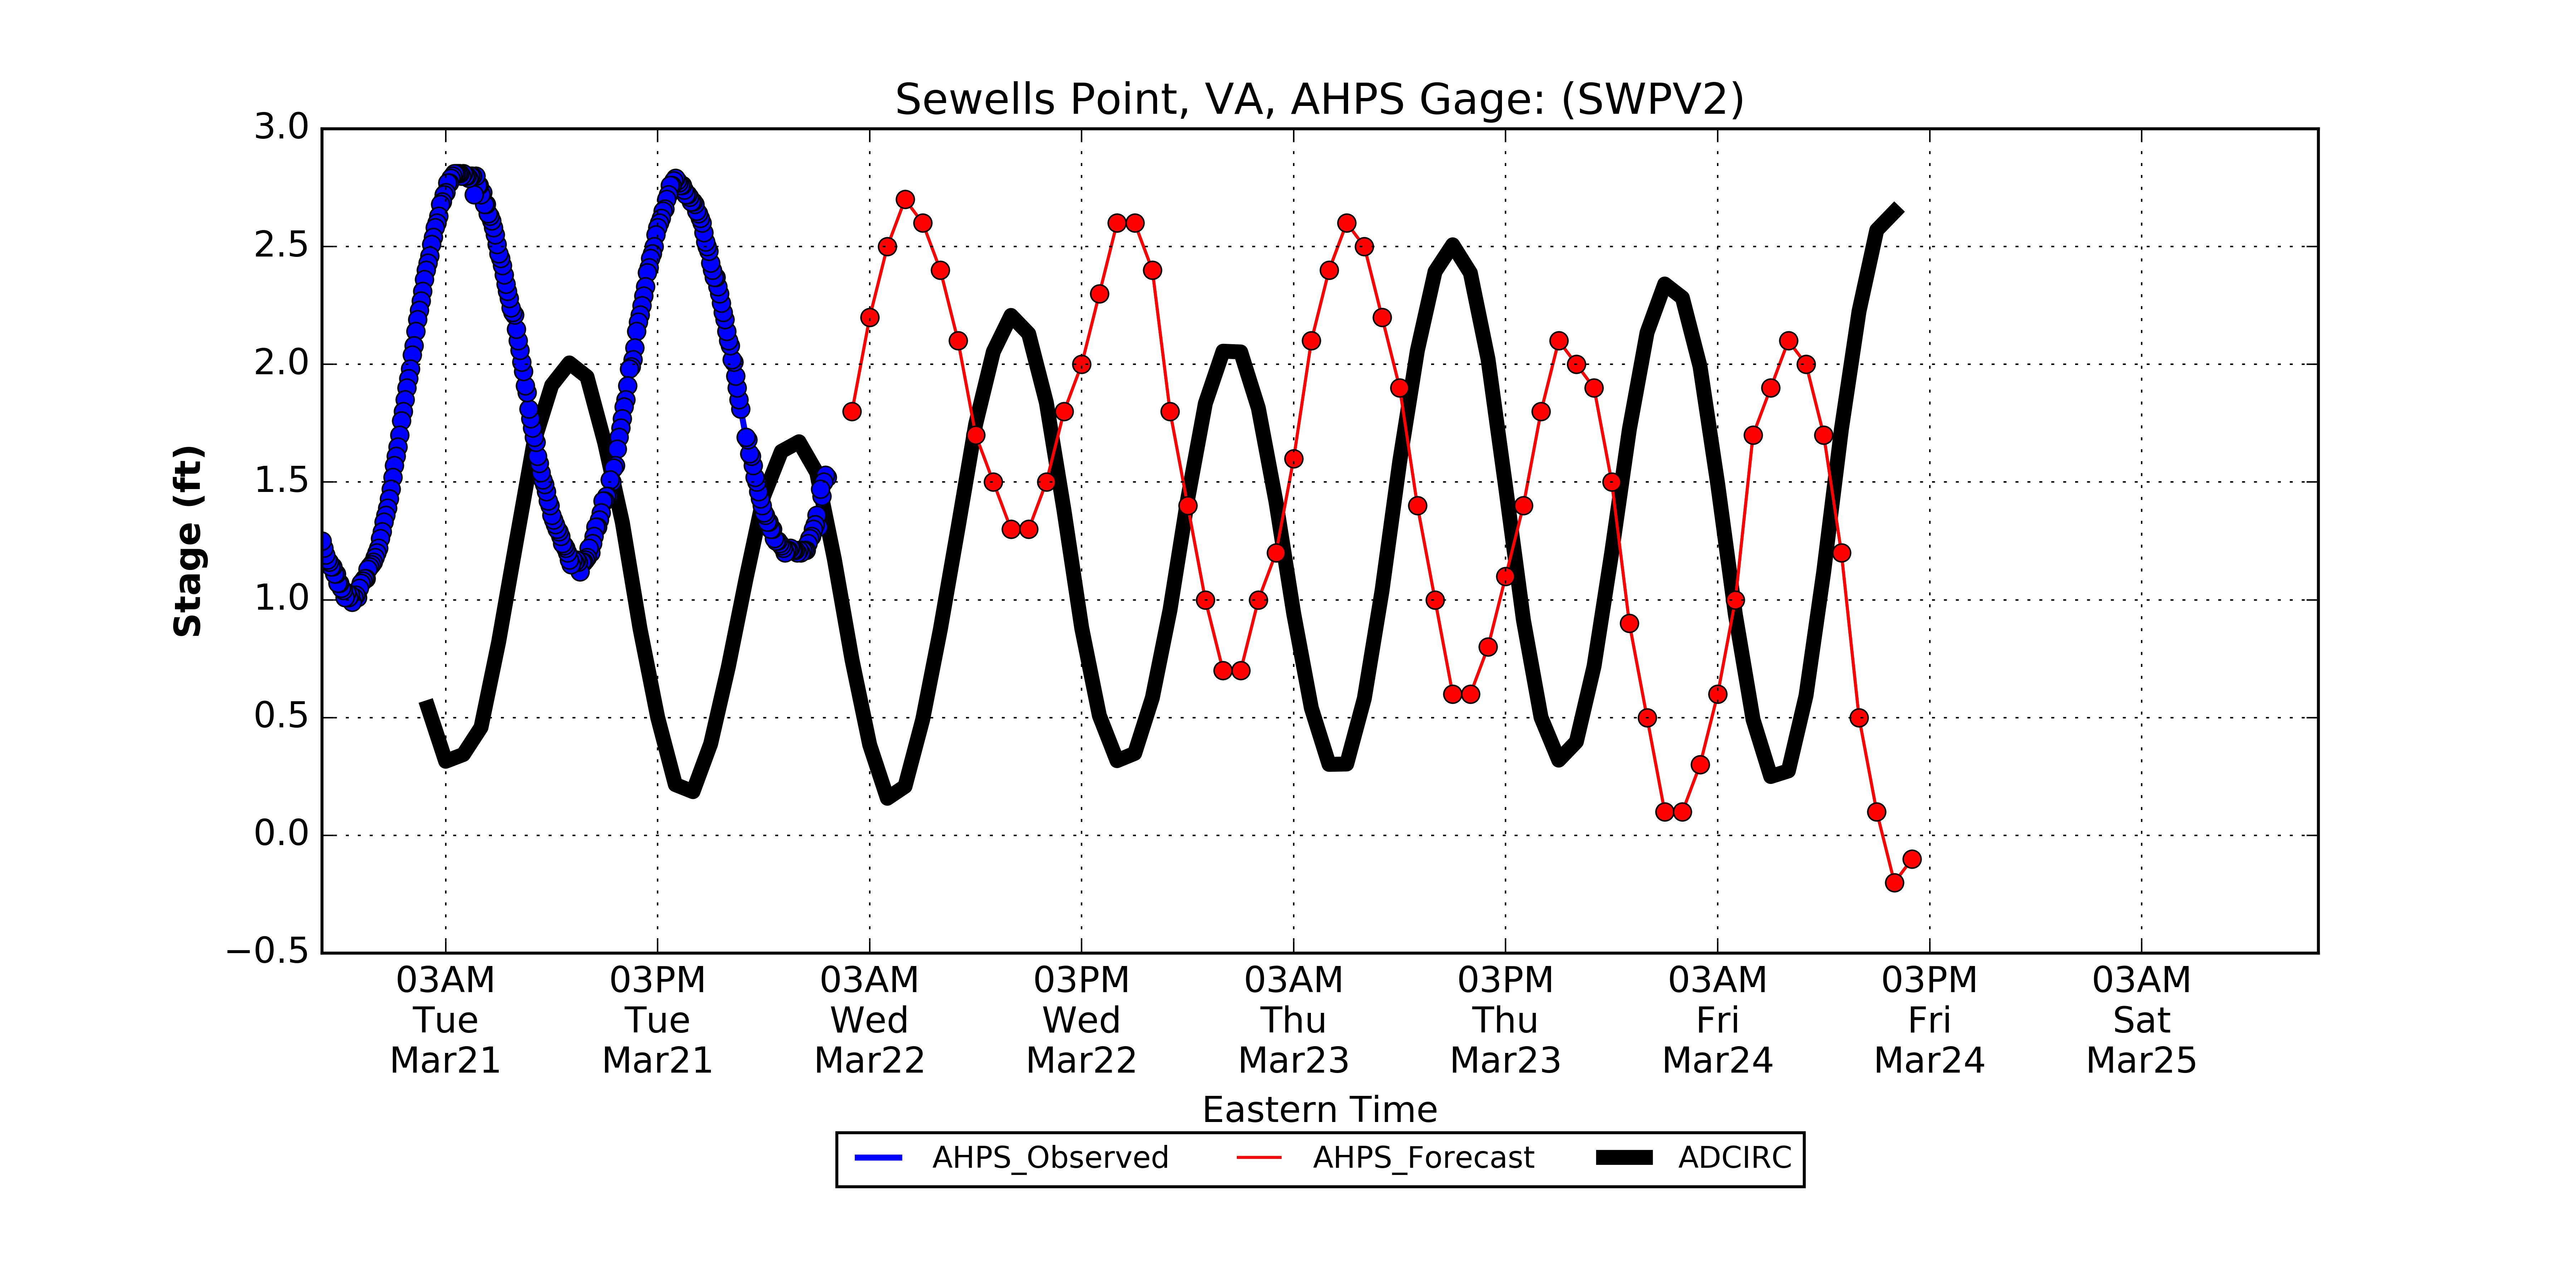 Sewells Point, VA, AHPS Gage: (SWPV2)
3.0
2.5
2.0
1.5
1.0
0.5
0.0
−0.5
Stage (ft)
03AM 03PM 03AM 03PM 03AM 03PM 03AM 03PM 03AM
Tue Tue Wed Wed Thu Thu Fri Fri Sat
Mar21 Mar21 Mar22 Mar22 Mar23 Mar23 Mar24 Mar24 Mar25
Eastern Time
AHPS_Observed AHPS_Forecast ADCIRC